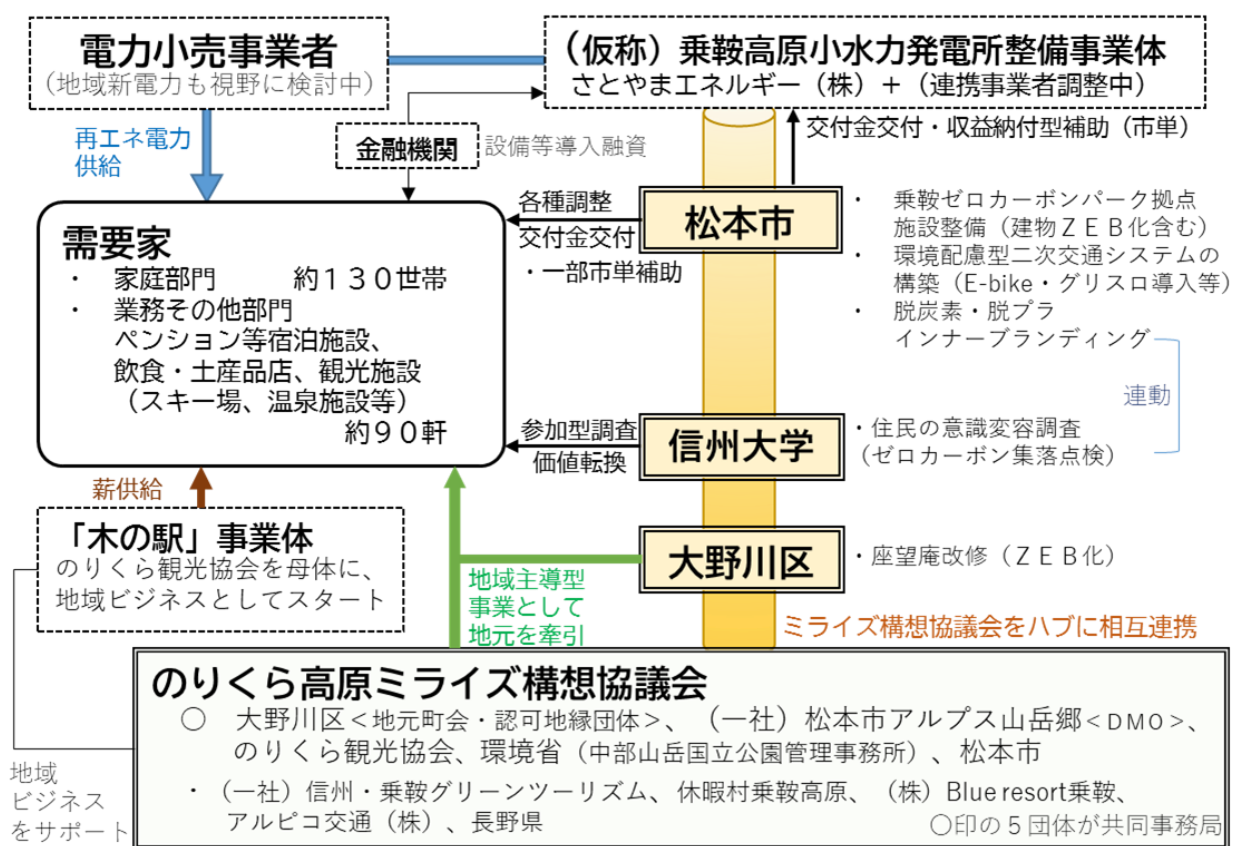 電力小売事業者
（地域新電力も視野に検討中）
（仮称）乗鞍高原小水力発電所整備事業体
さとやまエネルギー（株）＋（連携事業者調整中）
再エネ電力
供給
金融機関
設備等導入融資
交付金交付・収益納付型補助（市単）
需要家
・ 家庭部門 約１３０世帯
・ 業務その他部門
ペンション等宿泊施設、
飲食・土産品店、観光施設
（スキー場、温泉施設等）
約９０軒
各種調整
交付金交付
・一部市単補助
松本市
・ 乗鞍ゼロカーボンパーク拠点
施設整備（建物ＺＥＢ化含む）
・ 環境配慮型二次交通システムの
構築（E-bike・グリスロ導入等）
・ 脱炭素・脱プラ
インナーブランディング
連動
参加型調査
価値転換
信州大学
・住民の意識変容調査
（ゼロカーボン集落点検）
薪供給
「木の駅」事業体
のりくら観光協会を母体に、
地域ビジネスとしてスタート
大野川区
・座望庵改修（ＺＥＢ化）
地域主導型
事業として
地元を牽引
ミライズ構想協議会をハブに相互連携
のりくら高原ミライズ構想協議会
○ 大野川区＜地元町会・認可地縁団体＞、（一社）松本市アルプス山岳郷＜DMO＞、
のりくら観光協会、環境省（中部山岳国立公園管理事務所）、松本市
・（一社）信州・乗鞍グリーンツーリズム、休暇村乗鞍高原、（株）Blue resort乗鞍、
アルピコ交通（株）、長野県
○印の５団体が共同事務局
地域
ビジネス
をサポート